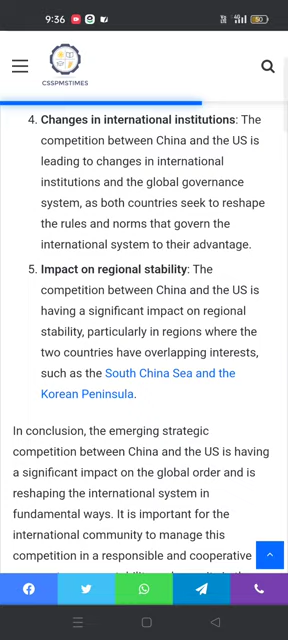 9:36
CSSPMSTIMES
4. Changes in international institutions: The
competition between China and the US is
leading to changes in international
institutions and the global governance
system, as both countries seek to reshape
the rules and norms that govern the
international system to their advantage.
5. Impact on regional stability: The
competition between China and the US is
having a significant impact on regional
stability, particularly in regions where the
two countries have overlapping interests,
such as the South China Sea and the
Korean Peninsula.
In conclusion, the emerging strategic
competition between China and the US is having
a significant impact on the global order and is
reshaping the international system in
fundamental ways. It is important for the
international community to manage this
competition in a responsible and cooperative